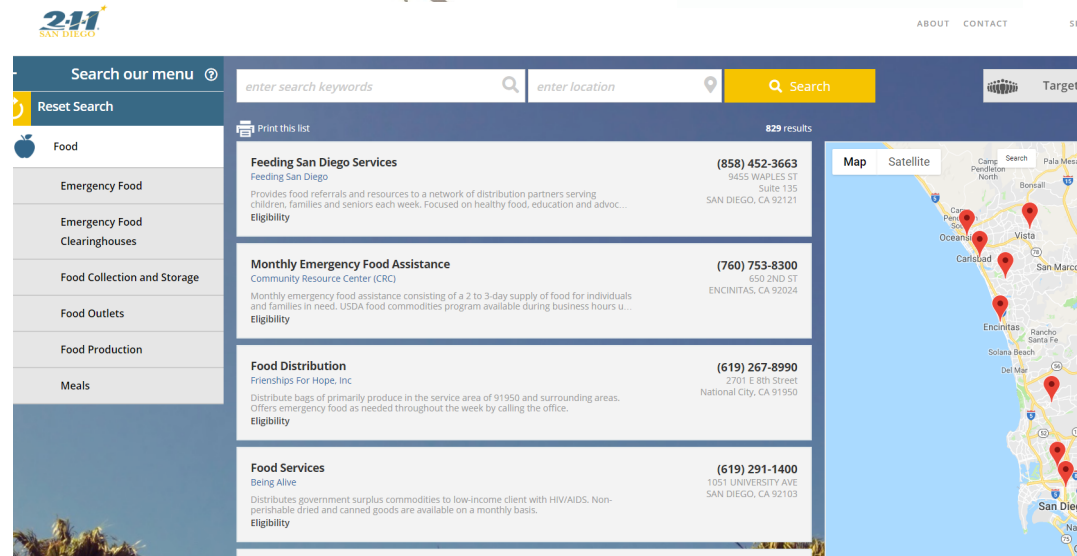 2-1-1
SAN DIEGO
ABOUT CONTACT
Search our menu
Reset Search
Food
Emergency Food
Emergency Food
Clearinghouses
Food Collection and Storage
Food Outlets
Food Production
Meals
enter search keywords
enter location
Search
Target
Print this list
829 results
Feeding San Diego Services
(858) 452-3663
Feeding San Diego
9455 WAPLES ST
Suite 135
SAN DIEGO, CA 92121
Provides food referrals and resources to a network of distribution partners serving
children, families and seniors each week. Focused on healthy food, education and advoc...
Eligibility
Monthly Emergency Food Assistance
(760) 753-8300
Community Resource Center (CRC)
650 2ND ST
ENCINITAS, CA 92024
Monthly emergency food assistance consisting of a 2 to 3-day supply of food for individuals
and families in need. USDA food commodities program available during business hours u...
Eligibility
Food Distribution
(619) 267-8990
Frienships For Hope, Inc
2701 E 8th Street
National City, CA 91950
Distribute bags of primarily produce in the service area of 91950 and surrounding areas.
Offers emergency food as needed throughout the week by calling the office.
Eligibility
Food Services
(619) 291-1400
Being Alive
1051 UNIVERSITY AVE
SAN DIEGO, CA 92103
Distributes government surplus commodities to low-income client with HIV/AIDS. Non-
perishable dried and canned goods are available on a monthly basis.
Eligibility
Map Satellite
Search
Camp
Pendleton
North
Pala Mesa
Bonsall
Oceanside
Vista
78
Carlsbad
San Marco
Encinitas
Rancho
Santa Fe
Solana Beach
Del Mar
56
5
52
San Die
Na
75